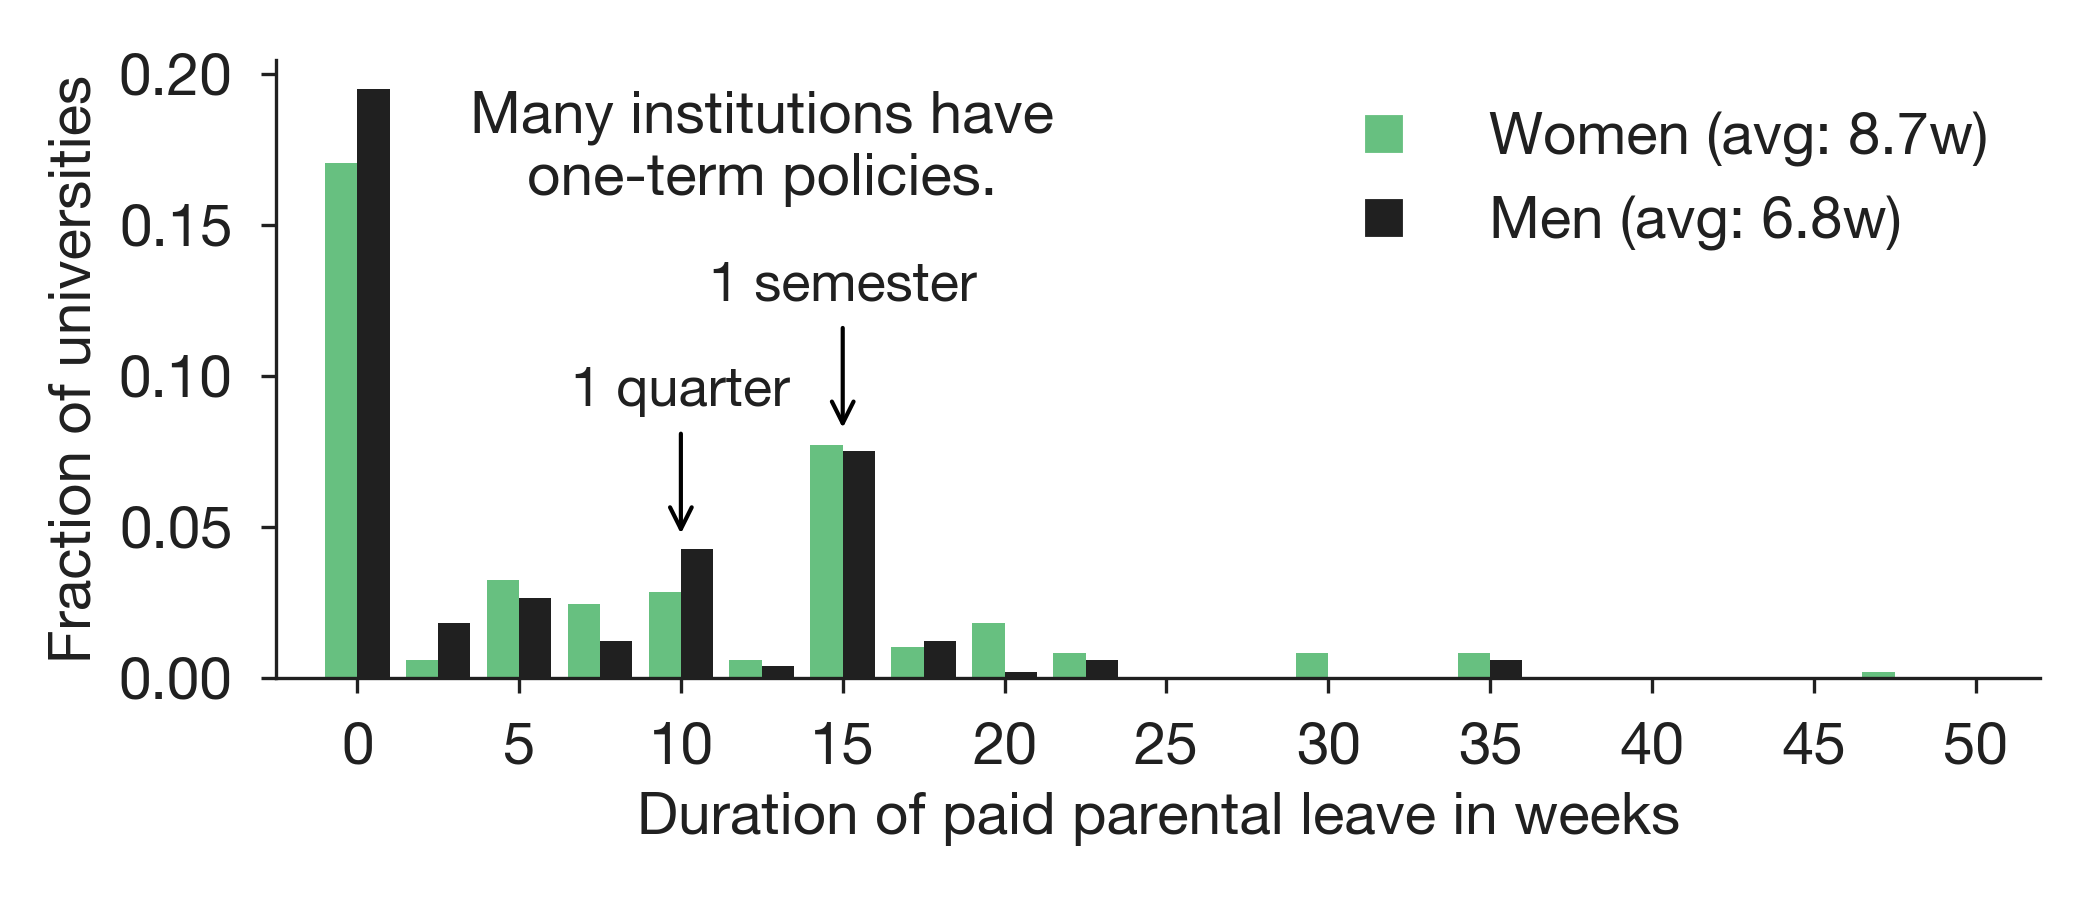 Fraction of universities
0.20
0.15
0.10
0.05
0.00
Many institutions have
one-term policies.
1 semester
1 quarter
Women (avg: 8.7w)
Men (avg: 6.8w)
0 5 10 15 20 25 30 35 40 45 50
Duration of paid parental leave in weeks